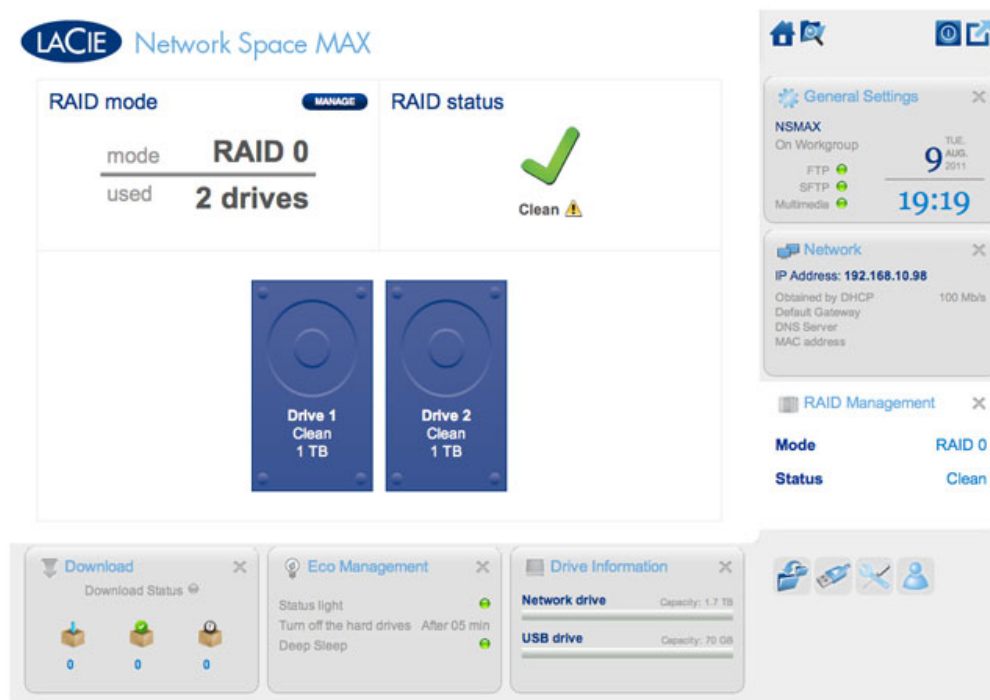 LACIE Network Space MAX
RAID mode
MANAGE
mode RAID 0
used 2 drives
RAID status
Clean
Drive 1
Clean
1 TB
Drive 2
Clean
1 TB
General Settings
NSMAX
On Workgroup
FTP
SFTP
Multimedia
9
TUE.
AUG.
2011
19:19
Network
IP Address: 192.168.10.98
Obtained by DHCP 100 Mb/s
Default Gateway
DNS Server
MAC address
RAID Management
Mode RAID 0
Status Clean
Download
Download Status
0 0 0
Eco Management
Status light
Turn off the hard drives After 05 min
Deep Sleep
Drive Information
Network drive Capacity: 1.7 TB
USB drive Capacity: 70 GB